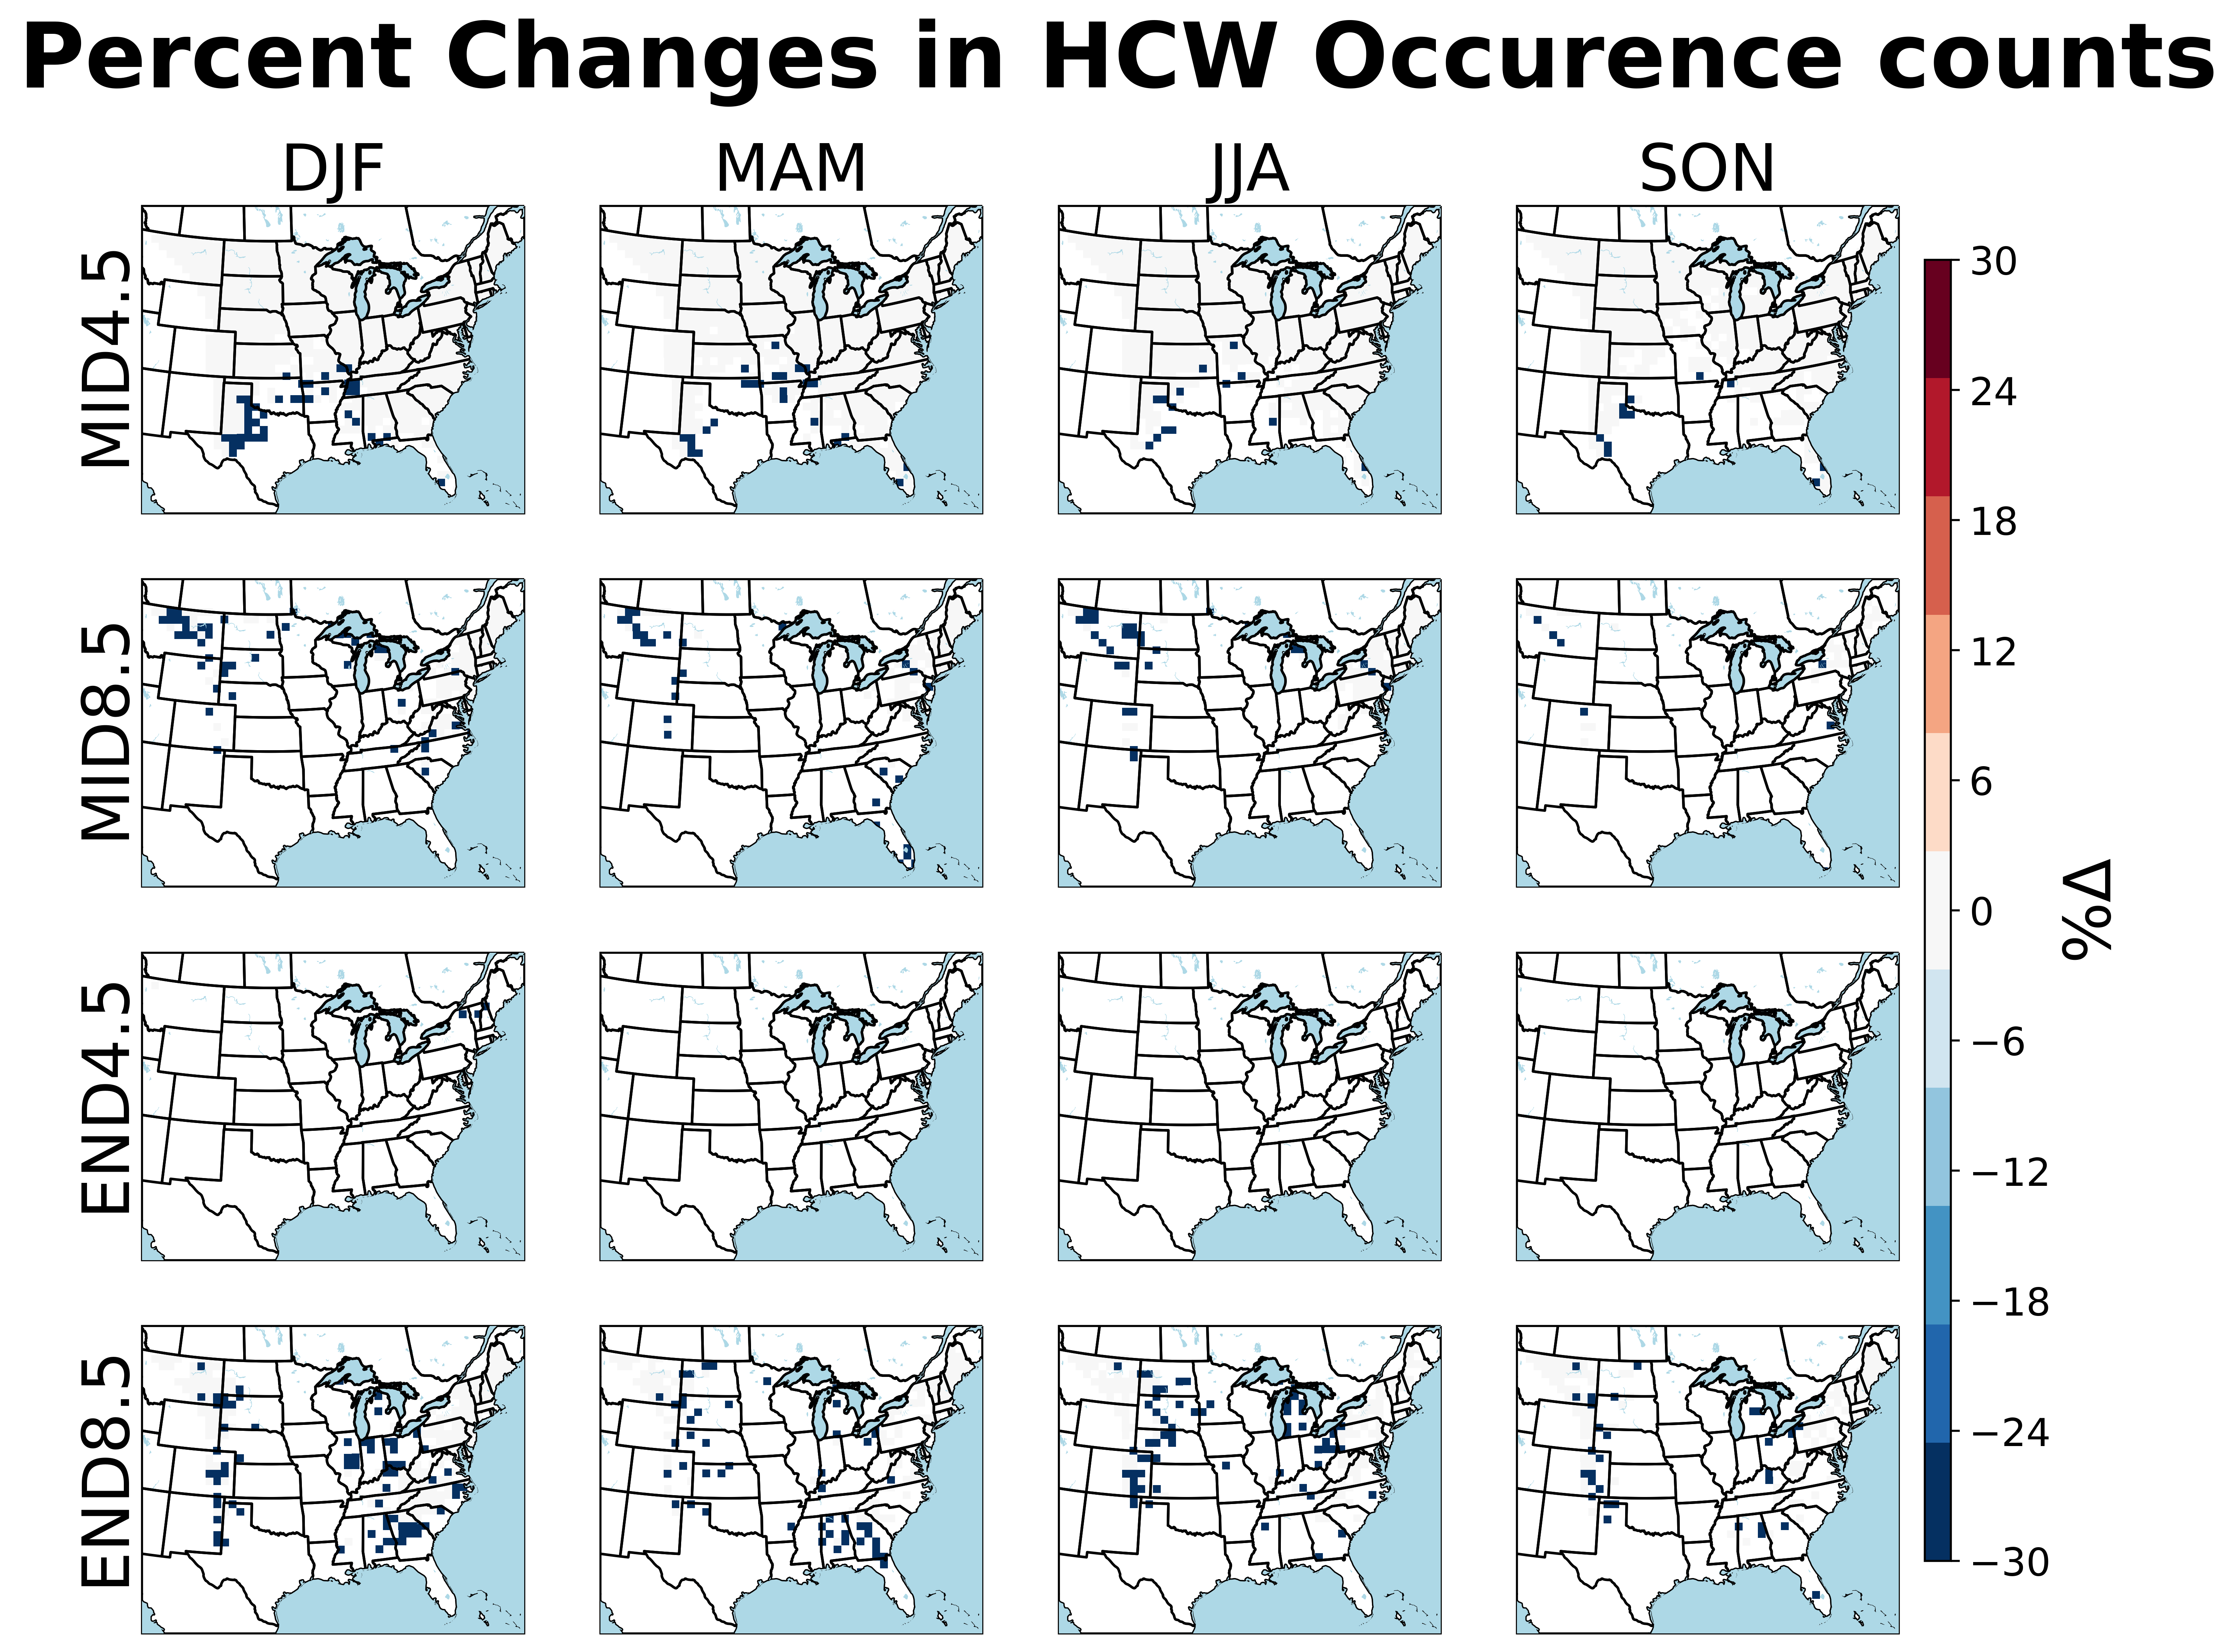 Percent Changes in HCW Occurence counts
DJF MAM JJA SON
MID4.5
MID8.5
END4.5
END8.5
30
24
18
12
6
0
−6
−12
−18
−24
−30
%Δ